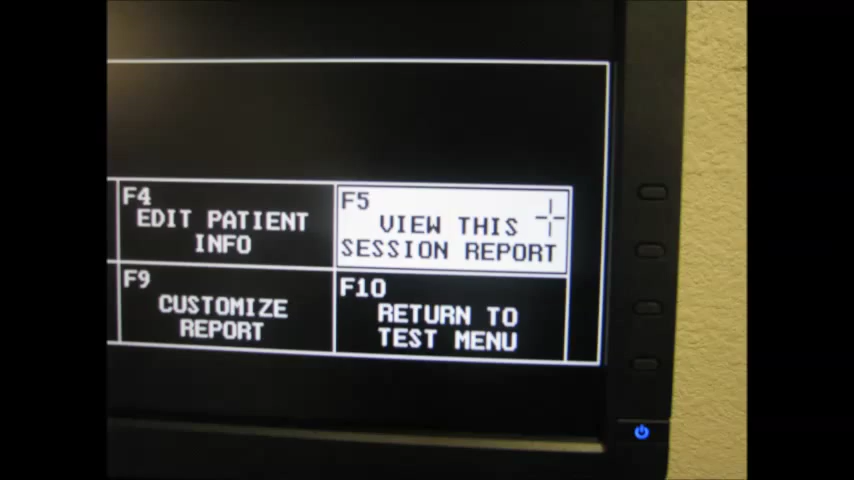 F4
EDIT PATIENT
INFO
F5
VIEW THIS
SESSION REPORT
F9
CUSTOMIZE
REPORT
F10
RETURN TO
TEST MENU